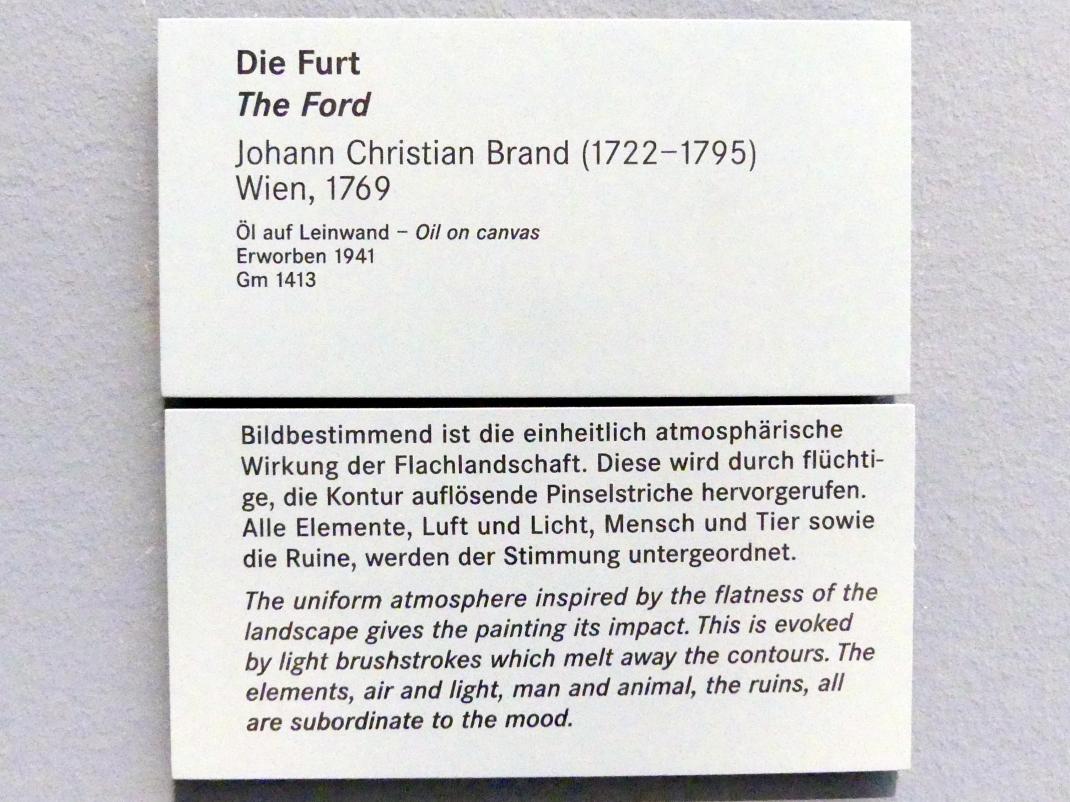 Die Furt
The Ford
Johann Christian Brand (1722–1795)
Wien, 1769
Öl auf Leinwand – Oil on canvas
Erworben 1941
Gm 1413
Bildbestimmend ist die einheitlich atmosphärische
Wirkung der Flachlandschaft. Diese wird durch flüchti-
ge, die Kontur auflösende Pinselstriche hervorgerufen.
Alle Elemente, Luft und Licht, Mensch und Tier sowie
die Ruine, werden der Stimmung untergeordnet.
The uniform atmosphere inspired by the flatness of the
landscape gives the painting its impact. This is evoked
by light brushstrokes which melt away the contours. The
elements, air and light, man and animal, the ruins, all
are subordinate to the mood.